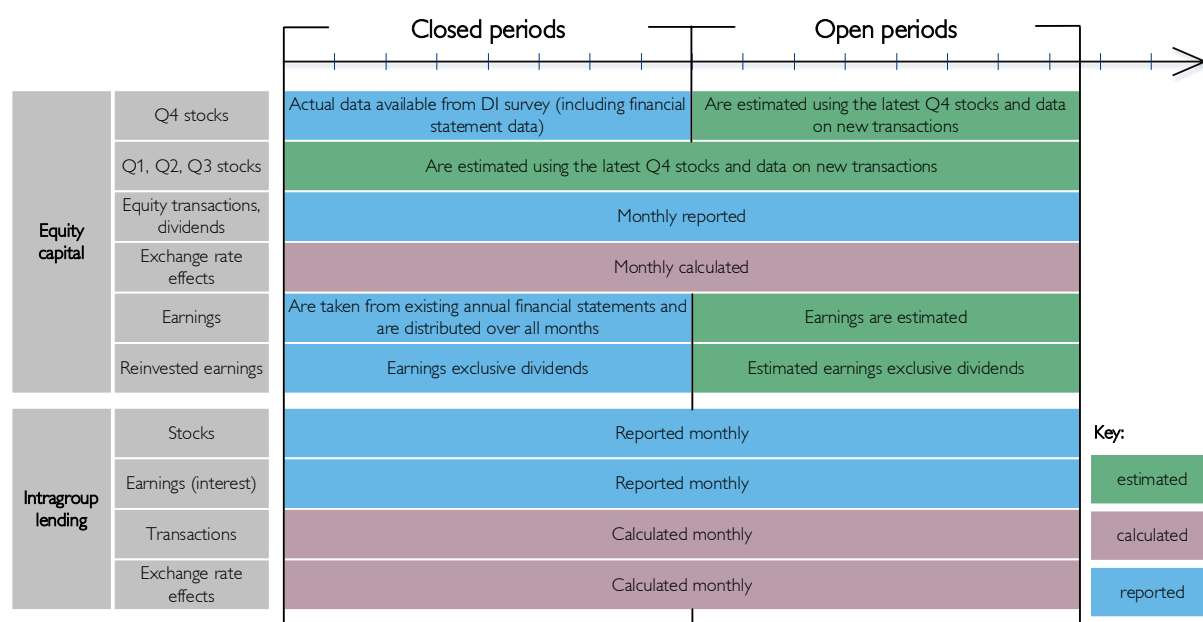 Closed periods
Open periods
Equity
capital
Q4 stocks
Actual data available from DI survey (including financial
statement data)
Are estimated using the latest Q4 stocks and data
on new transactions
Q1, Q2, Q3 stocks
Are estimated using the latest Q4 stocks and data on new transactions
Equity transactions,
dividends
Monthly reported
Exchange rate
effects
Monthly calculated
Earnings
Are taken from existing annual financial statements and
are distributed over all months
Earnings are estimated
Reinvested earnings
Earnings exclusive dividends
Estimated earnings exclusive dividends
Intragroup
lending
Stocks
Reported monthly
Earnings (interest)
Reported monthly
Transactions
Calculated monthly
Exchange rate
effects
Calculated monthly
Key:
estimated
calculated
reported